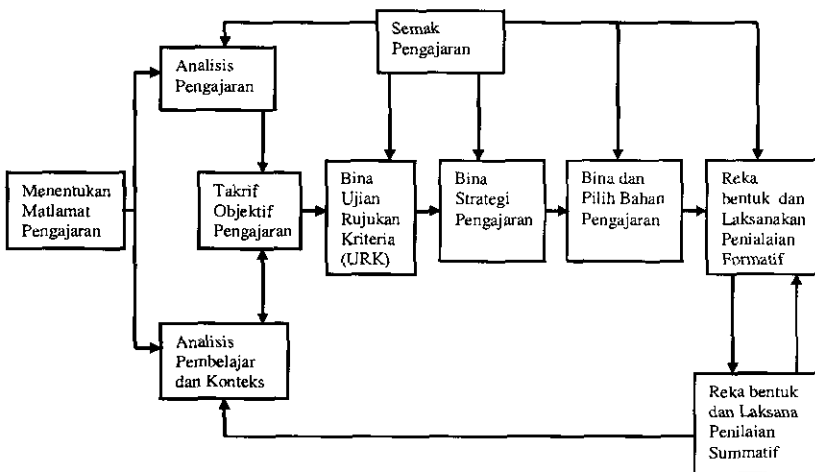 Semak
Pengajaran
Analisis
Pengajaran
Menentukan
Matlamat
Pengajaran
Takrif
Objektif
Pengajaran
Bina
Ujian
Rujukan
Kriteria
(URK)
Bina
Strategi
Pengajaran
Bina dan
Pilih Bahan
Pengajaran
Reka
bentuk dan
Laksanakan
Penialaian
Formatif
Analisis
Pembelajar
dan Konteks
Reka bentuk
dan Laksana
Penilaian
Summatif